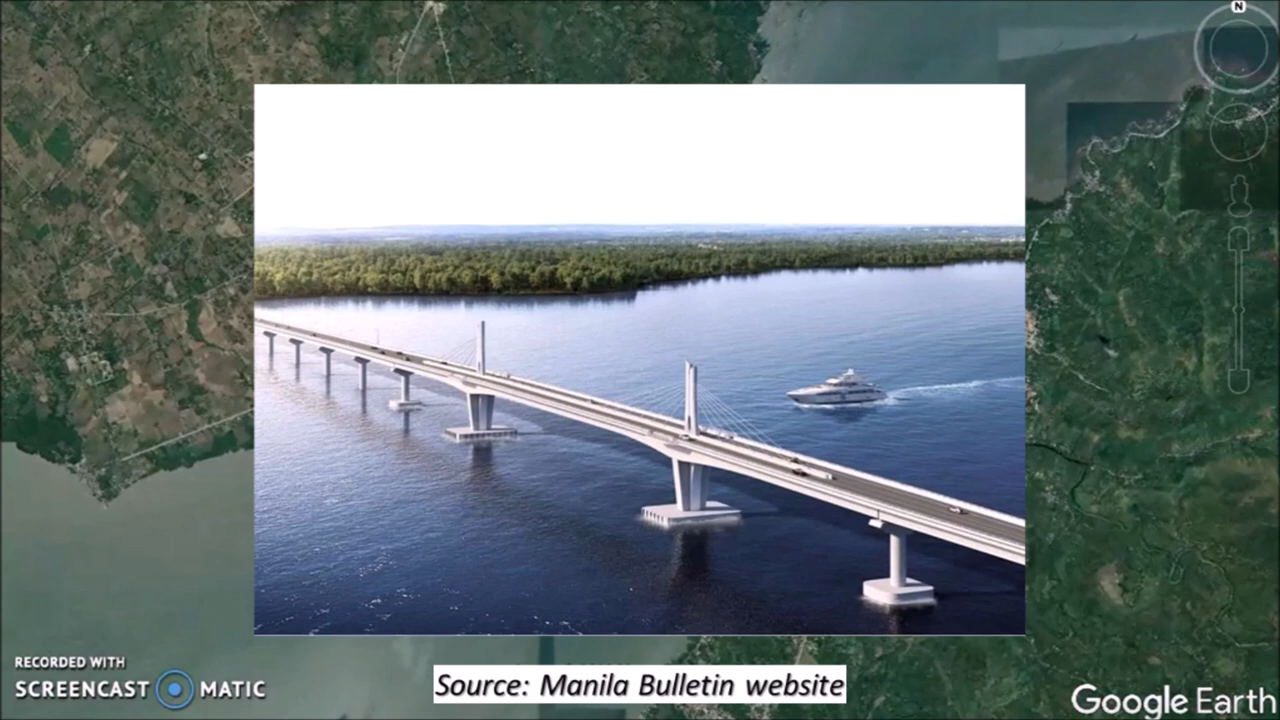 N
RECORDED WITH
SCREENCAST MATIC
Source: Manila Bulletin website
Google Earth